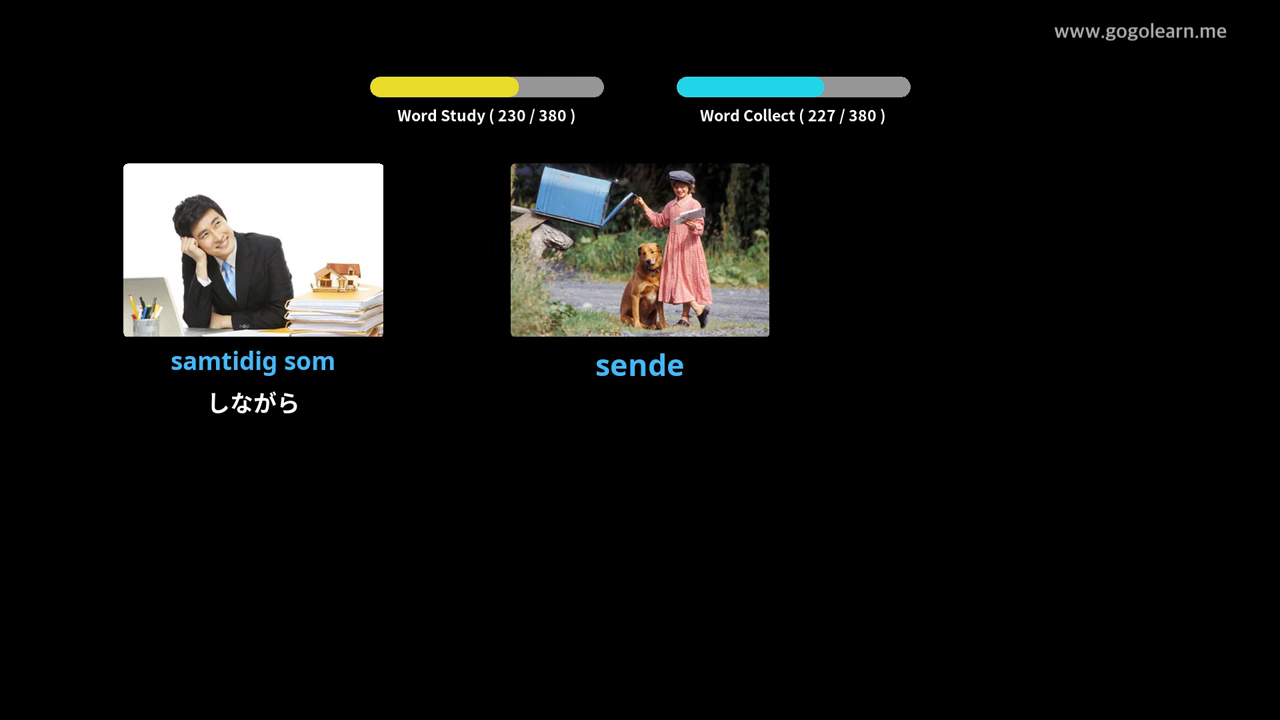 www.gogolearn.me
Word Study ( 230 / 380 )
Word Collect ( 227 / 380 )
samtidig som
しながら
sende